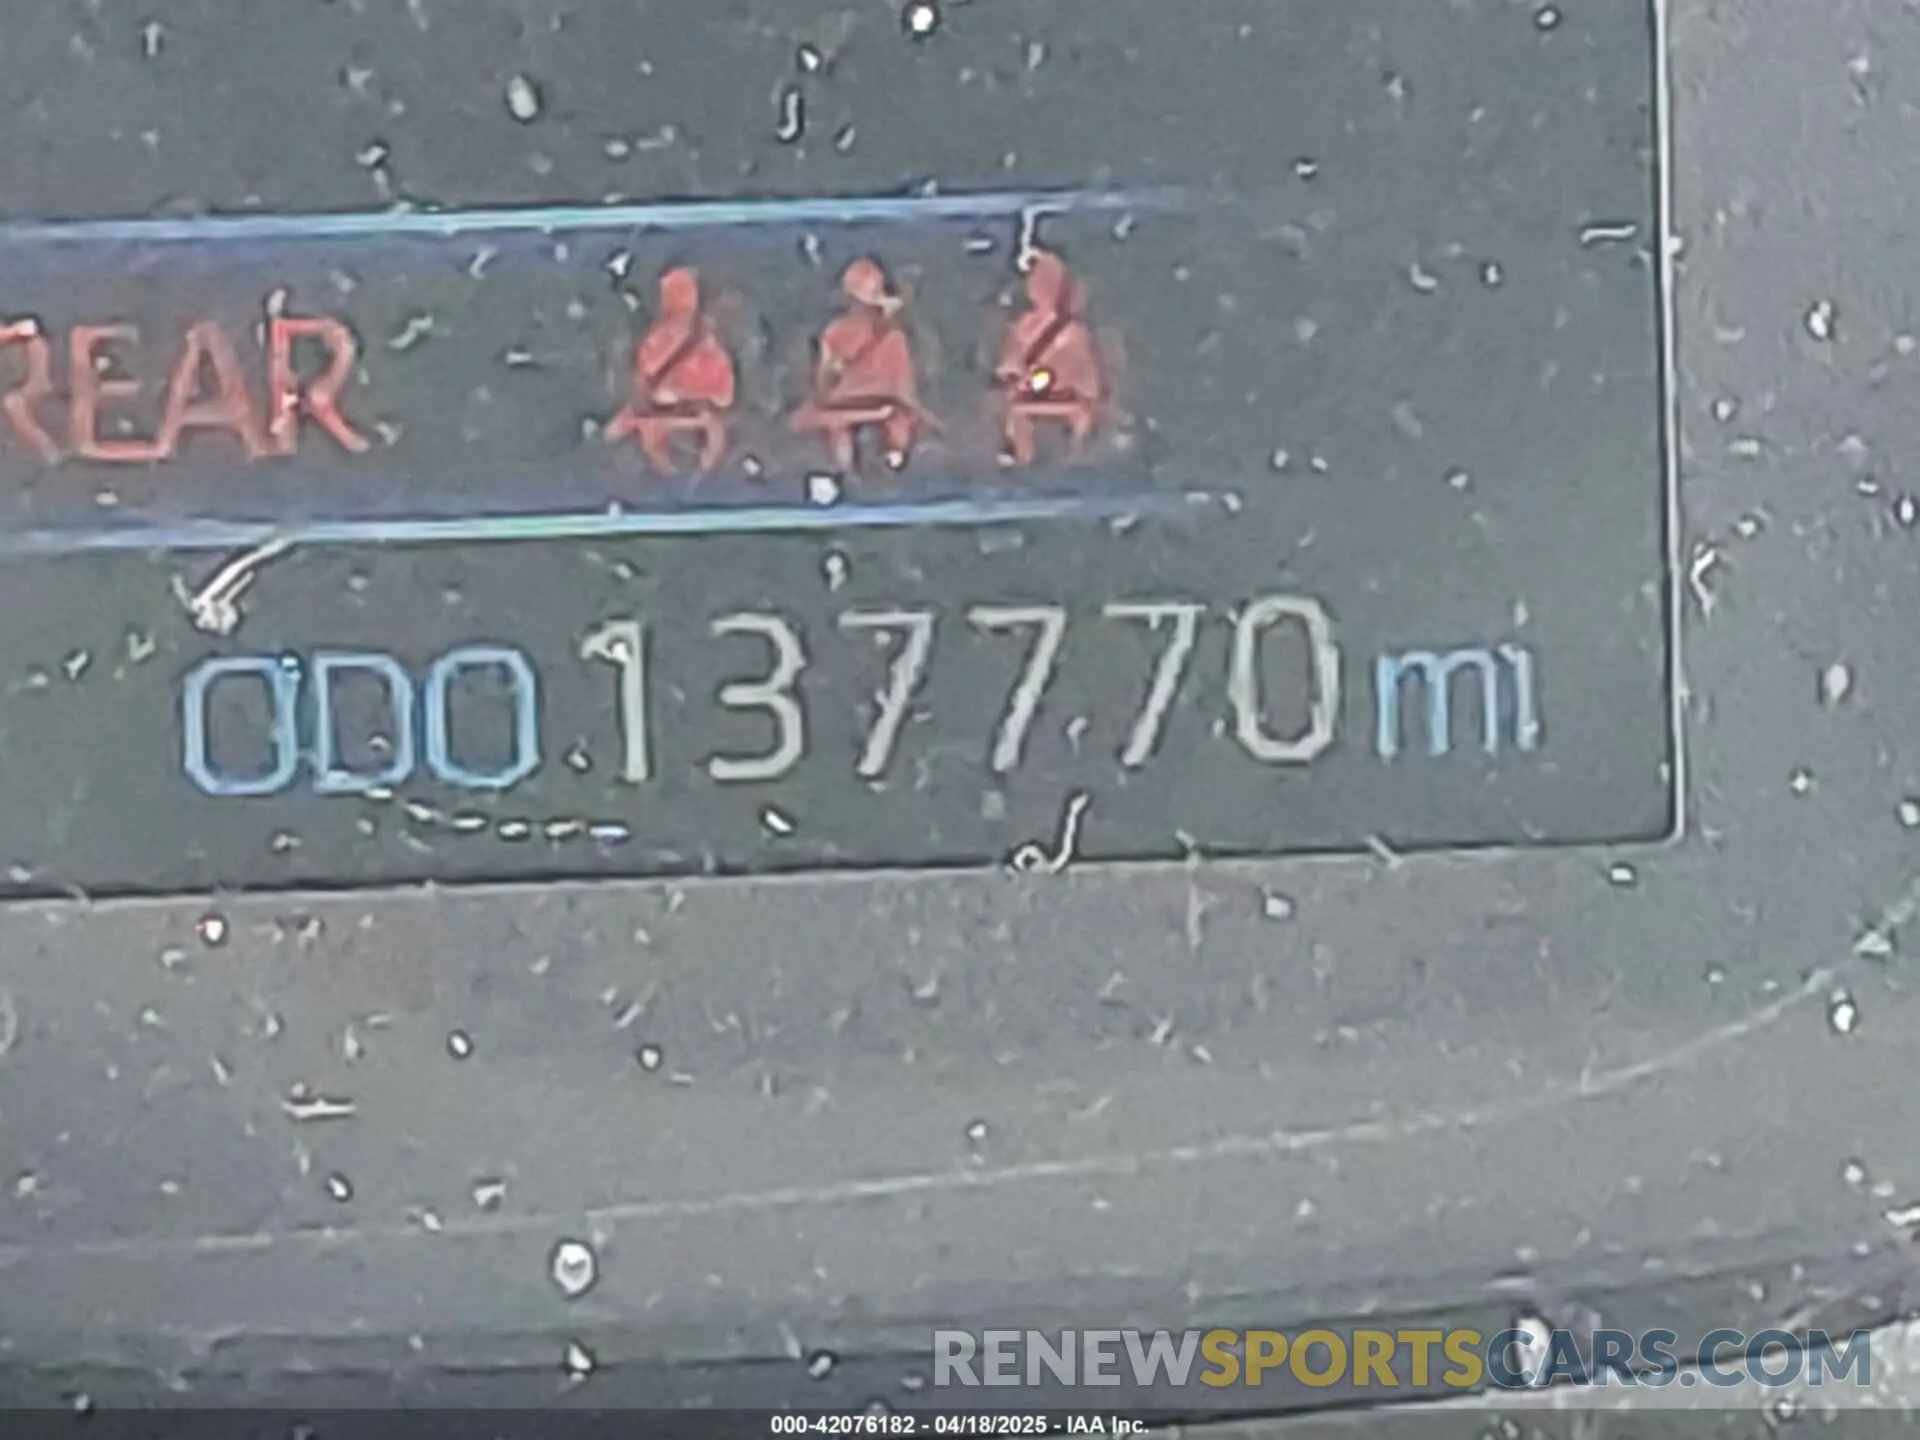 REAR
ODO 137770 mi
RENEWSPORTSCARS.COM
000-42076182 - 04/18/2025 - IAA Inc.